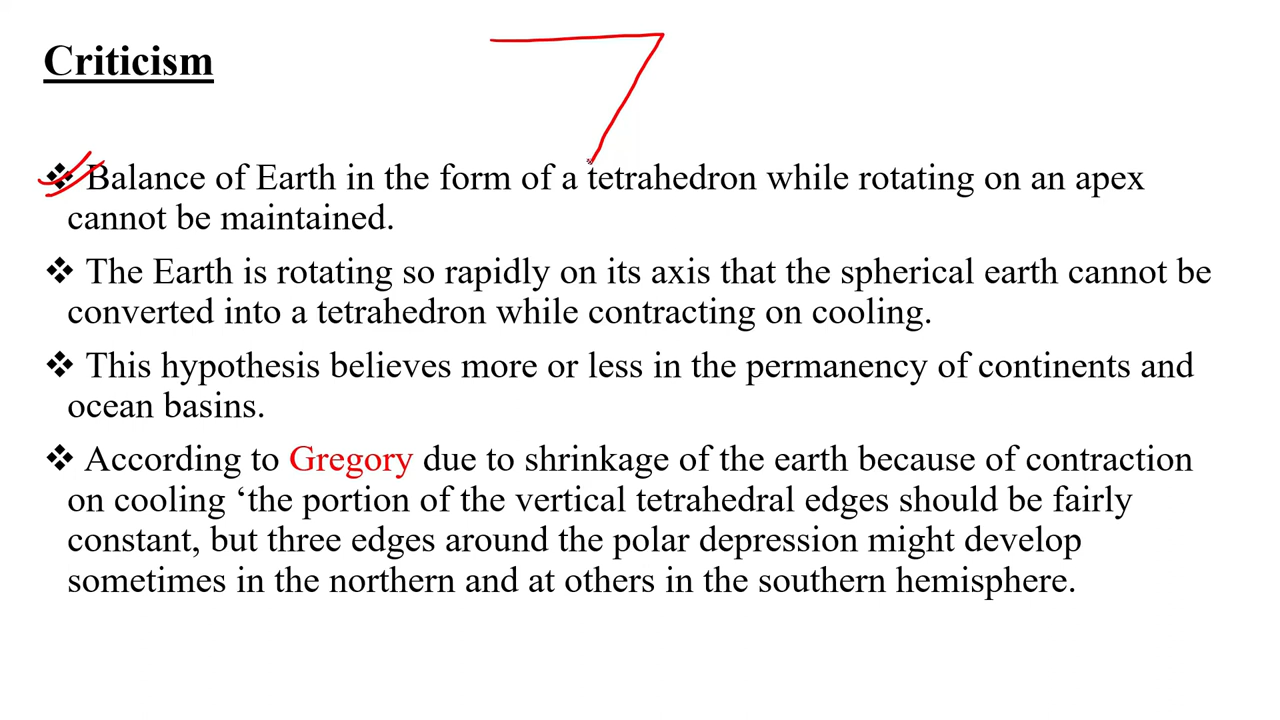 Criticism
❖ Balance of Earth in the form of a tetrahedron while rotating on an apex
cannot be maintained.
❖ The Earth is rotating so rapidly on its axis that the spherical earth cannot be
converted into a tetrahedron while contracting on cooling.
❖ This hypothesis believes more or less in the permanency of continents and
ocean basins.
❖ According to Gregory due to shrinkage of the earth because of contraction
on cooling ‘the portion of the vertical tetrahedral edges should be fairly
constant, but three edges around the polar depression might develop
sometimes in the northern and at others in the southern hemisphere.